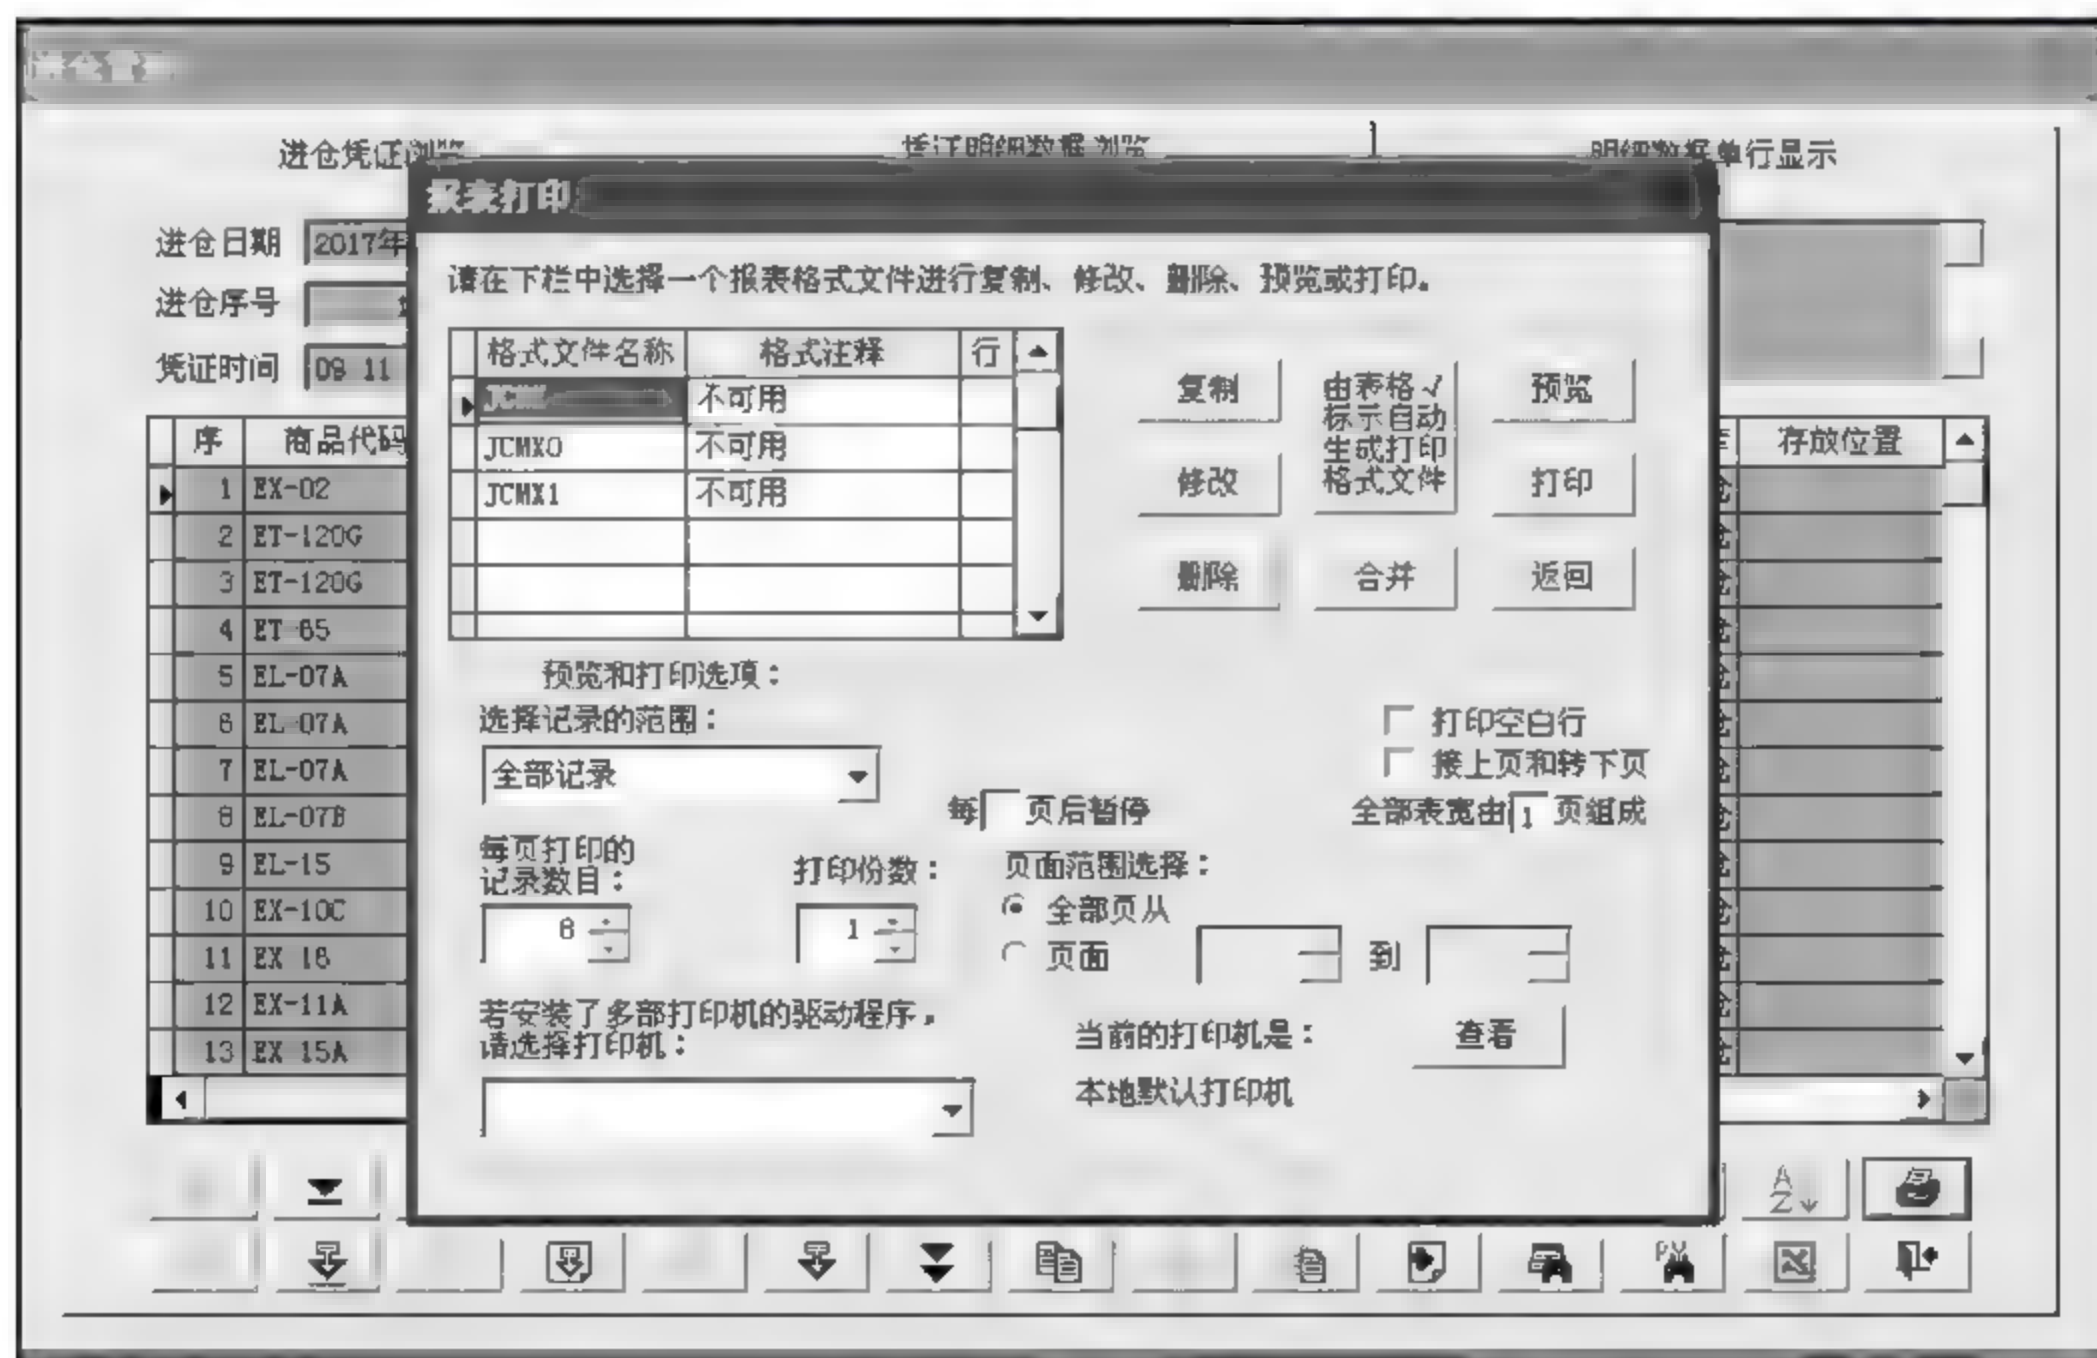 进仓凭证浏览
凭证明细数据浏览
明细数据单行显示
报表打印
进仓日期 2017年
进仓序号
凭证时间 09 11
请在下栏中选择一个报表格式文件进行复制、修改、删除、预览或打印。
格式文件名称 格式注释 行
不可用
JCMX0 不可用
JCMX1 不可用
复制
由表格√
标示自动
生成打印
格式文件
预览
修改
打印
删除
合并
返回
序 商品代码
存放位置
1 EX-02
2 ET-120G
3 ET-120G
4 ET-65
5 EL-07A
6 EL-07A
7 EL-07A
8 EL-07B
9 EL-15
10 EX-10C
11 EX 16
12 EX-11A
13 EX 15A
预览和打印选项：
选择记录的范围：
全部记录
打印空白行
接上页和转下页
每 页后暂停
全部表宽由 1 页组成
每页打印的
记录数目：
打印份数：
页面范围选择：
1
全部页从
页面
到
若安装了多部打印机的驱动程序，
请选择打印机：
当前的打印机是：
查看
本地默认打印机